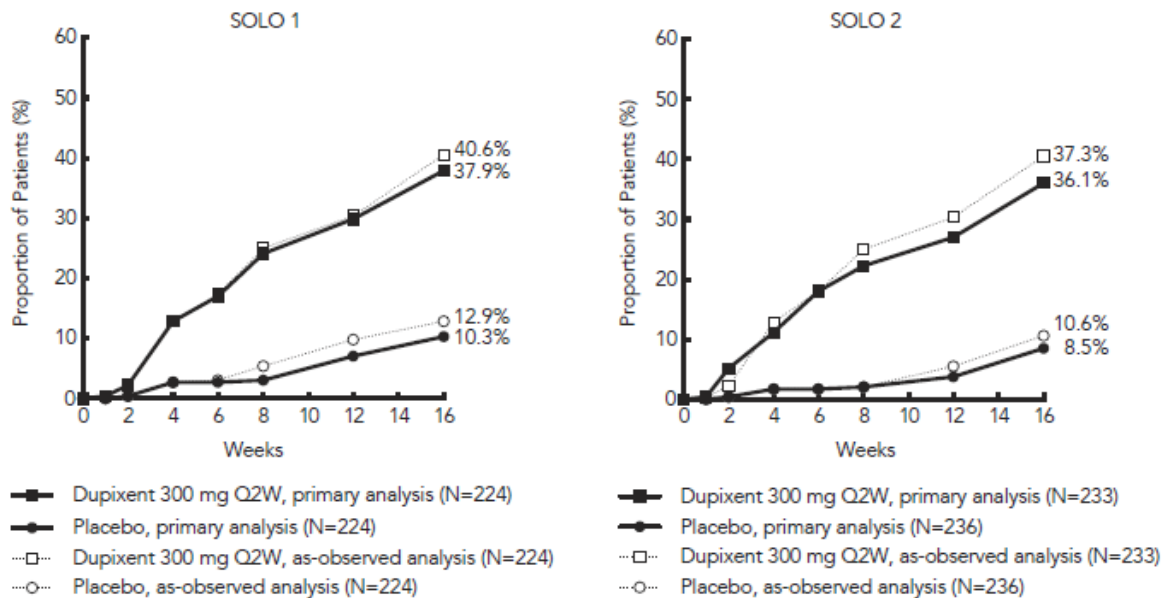 SOLO 1
60
50
40
30
20
10
0
Proportion of Patients (%)
40.6%
37.9%
12.9%
10.3%
0 2 4 6 8 10 12 14 16
Weeks
Dupixent 300 mg Q2W, primary analysis (N=224)
Placebo, primary analysis (N=224)
Dupixent 300 mg Q2W, as-observed analysis (N=224)
Placebo, as-observed analysis (N=224)
SOLO 2
60
50
40
30
20
10
0
Proportion of Patients (%)
37.3%
36.1%
10.6%
8.5%
0 2 4 6 8 10 12 14 16
Weeks
Dupixent 300 mg Q2W, primary analysis (N=233)
Placebo, primary analysis (N=236)
Dupixent 300 mg Q2W, as-observed analysis (N=233)
Placebo, as-observed analysis (N=236)